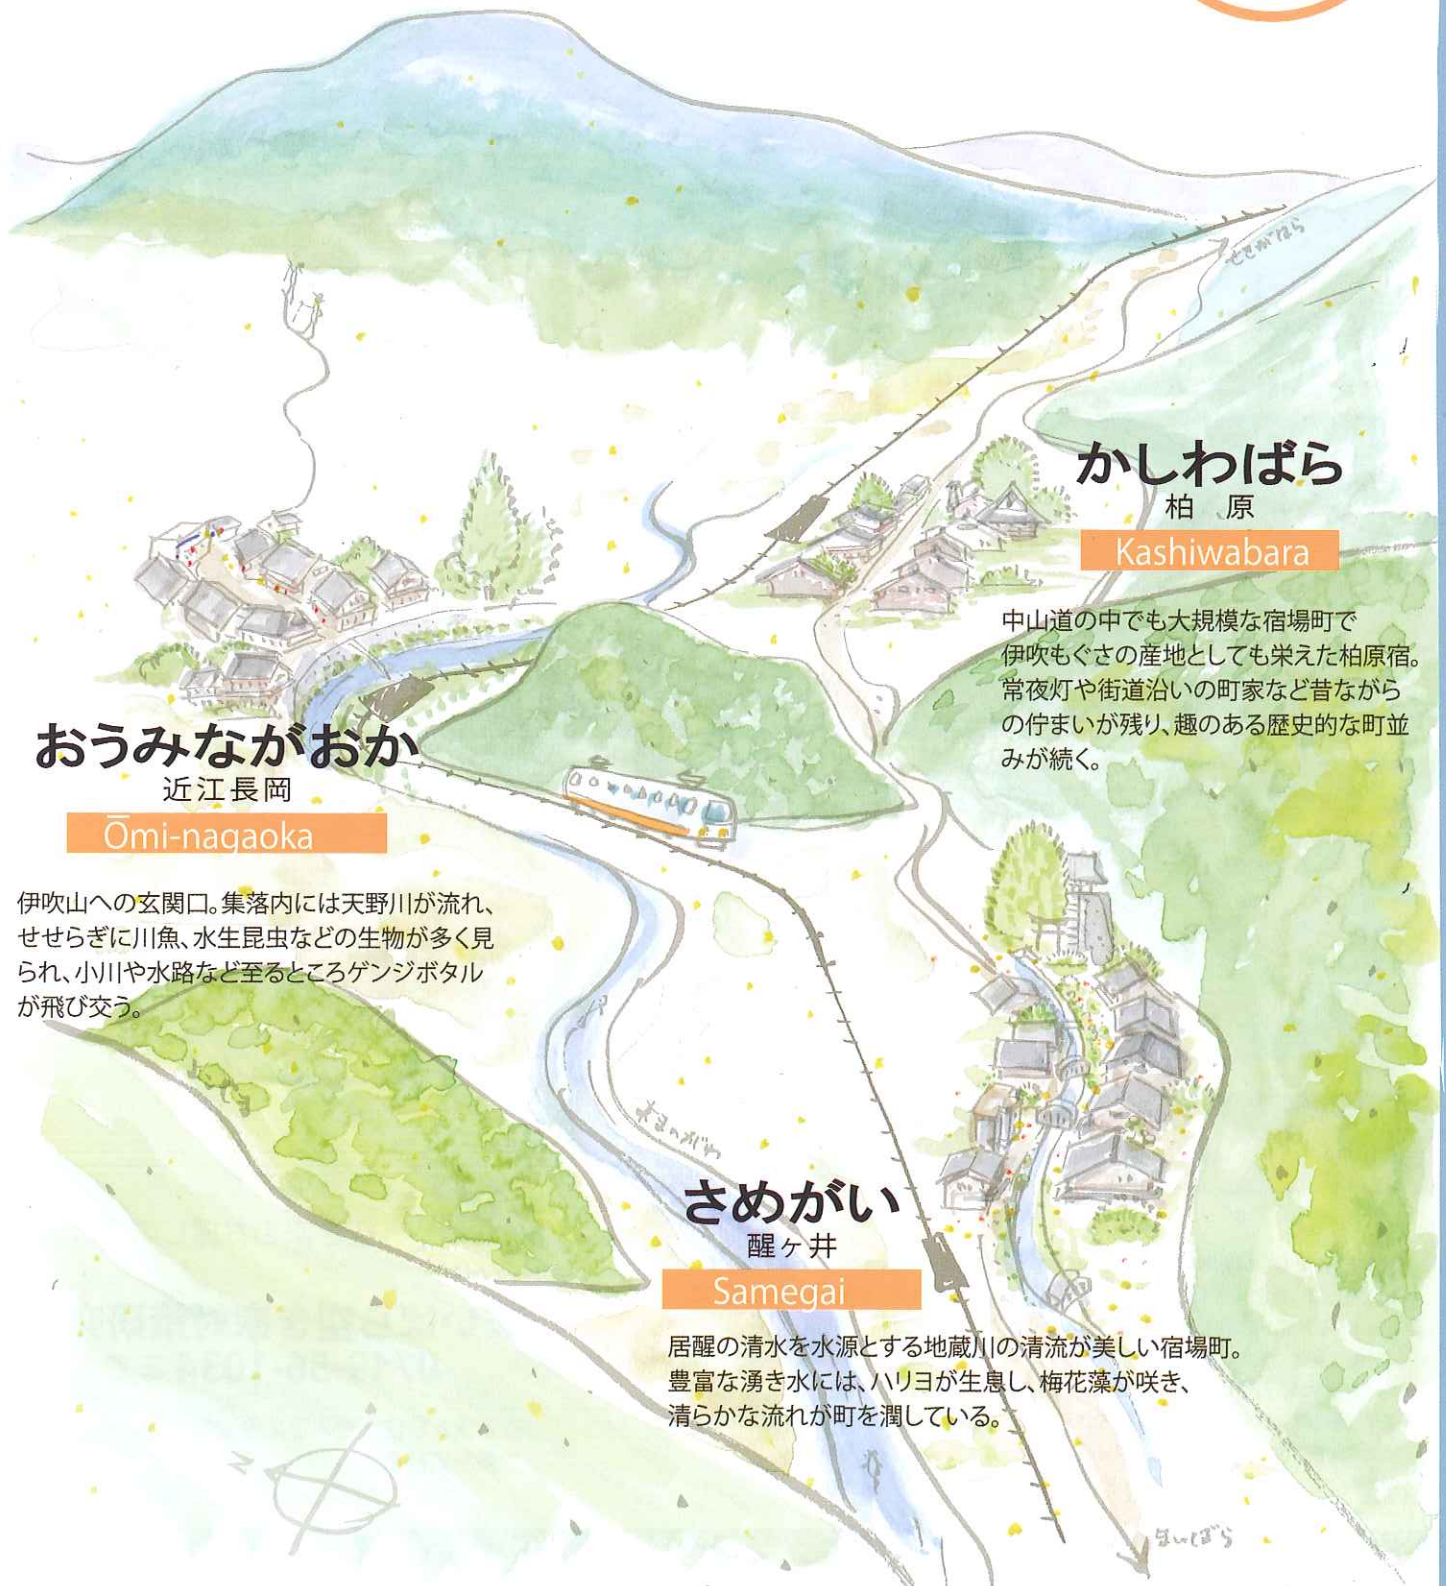 せきがはら
かしわばら
柏 原
Kashiwabara
中山道の中でも大規模な宿場町で
伊吹もぐさの産地としても栄えた柏原宿。
常夜灯や街道沿いの町家など昔ながら
の佇まいが残り、趣のある歴史的な町並
みが続く。
おうみながおか
近江長岡
Ōmi-nagaoka
伊吹山への玄関口。集落内には天野川が流れ、
せせらぎに川魚、水生昆虫などの生物が多く見
られ、小川や水路など至るところゲンジボタル
が飛び交う。
あまのがわ
さめがい
醒ヶ井
Samegai
居醒の清水を水源とする地蔵川の清流が美しい宿場町。
豊富な湧き水には、ハリヨが生息し、梅花藻が咲き、
清らかな流れが町を潤している。
N
まいばら